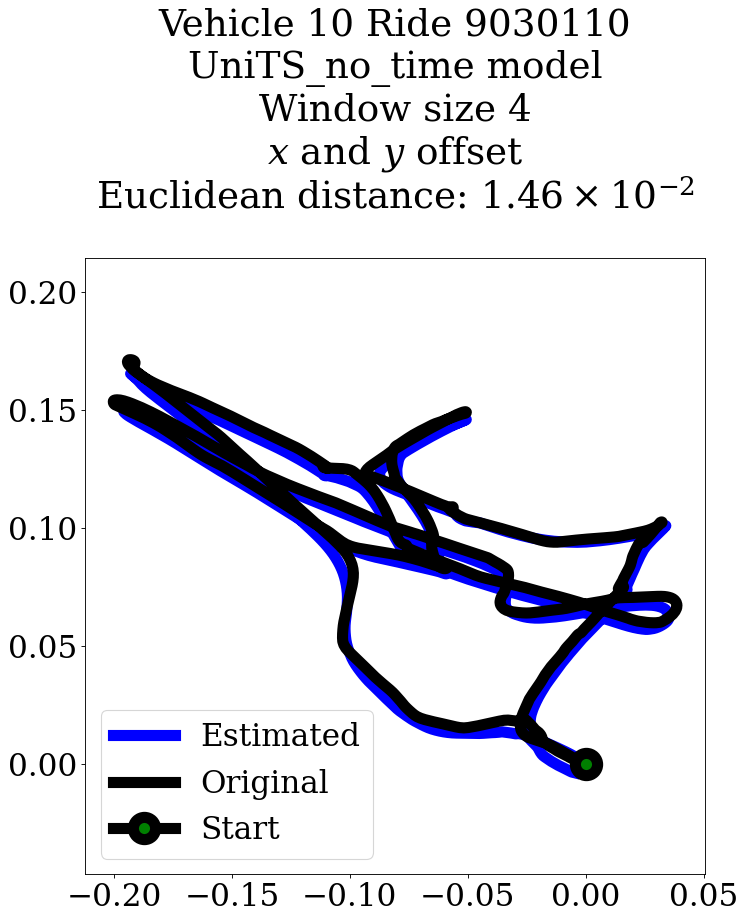 Vehicle 10 Ride 9030110
UniTS_no_time model
Window size 4
x and y offset
Euclidean distance: 1.46 × 10⁻²
0.20
0.15
0.10
0.05
0.00
Estimated
Original
Start
−0.20 −0.15 −0.10 −0.05 0.00 0.05